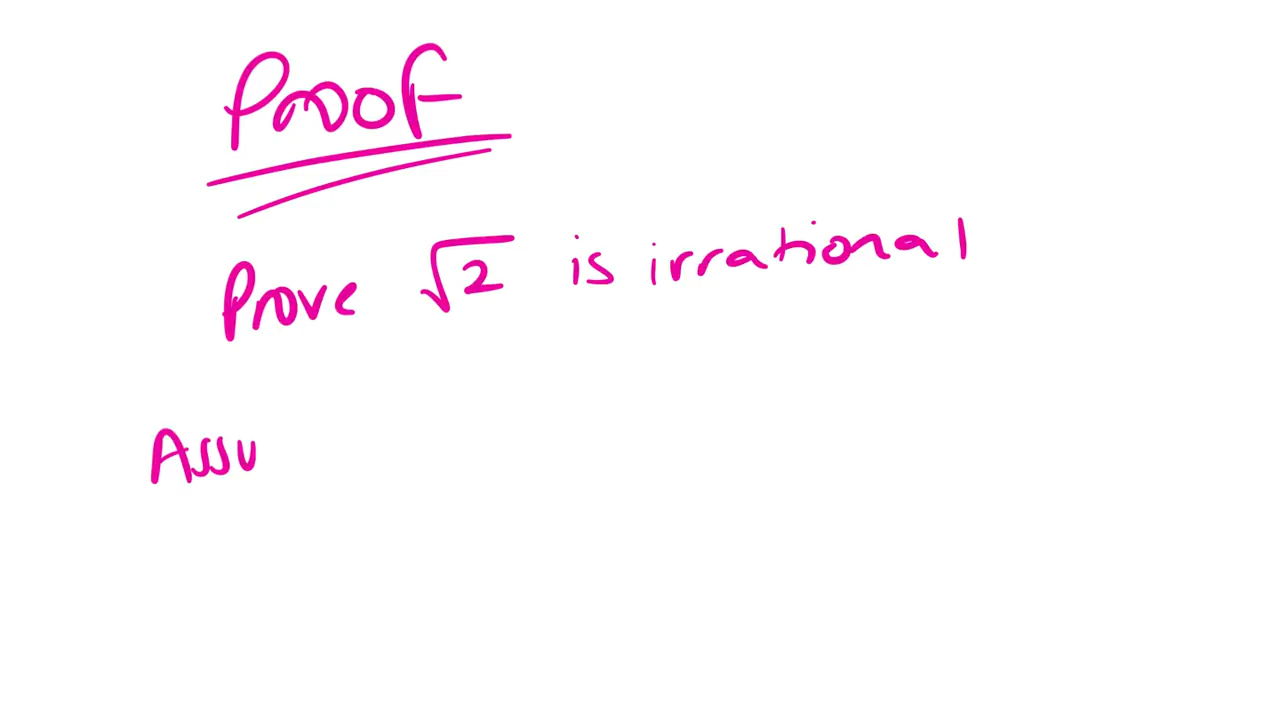 Proof
Prove √2 is irrational
Assu